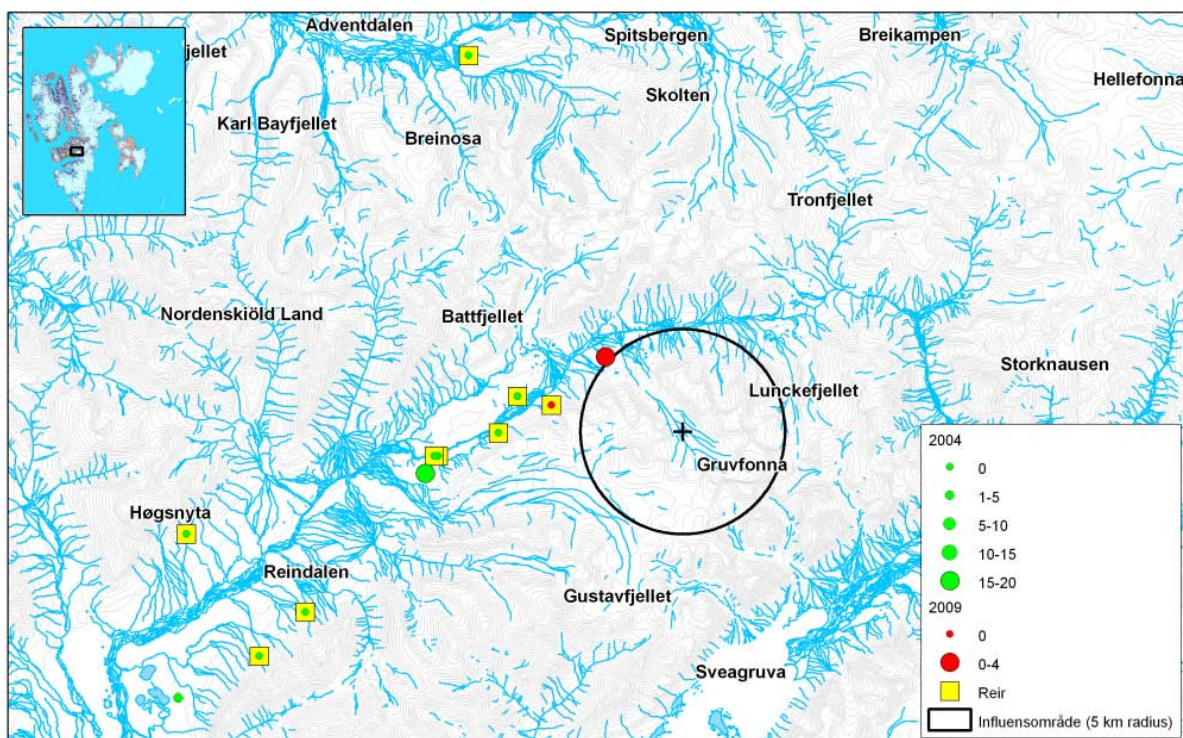 Adventdalen
Spitsbergen
Breikampen
jellet
Hellefonna
Skolten
Karl Bayfjellet
Breinosa
Tronfjellet
Nordenskiöld Land
Battfjellet
Storknausen
Lunckefjellet
Gruvfonna
Høgsnyta
Reindalen
Gustavfjellet
Sveagruva
2004
0
1-5
5-10
10-15
15-20
2009
0
0-4
Reir
Influensområde (5 km radius)